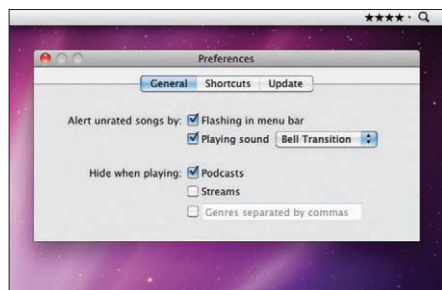 ★★★★ ·
Preferences
General Shortcuts Update
Alert unrated songs by: Flashing in menu bar
Playing sound Bell Transition
Hide when playing: Podcasts
Streams
Genres separated by commas